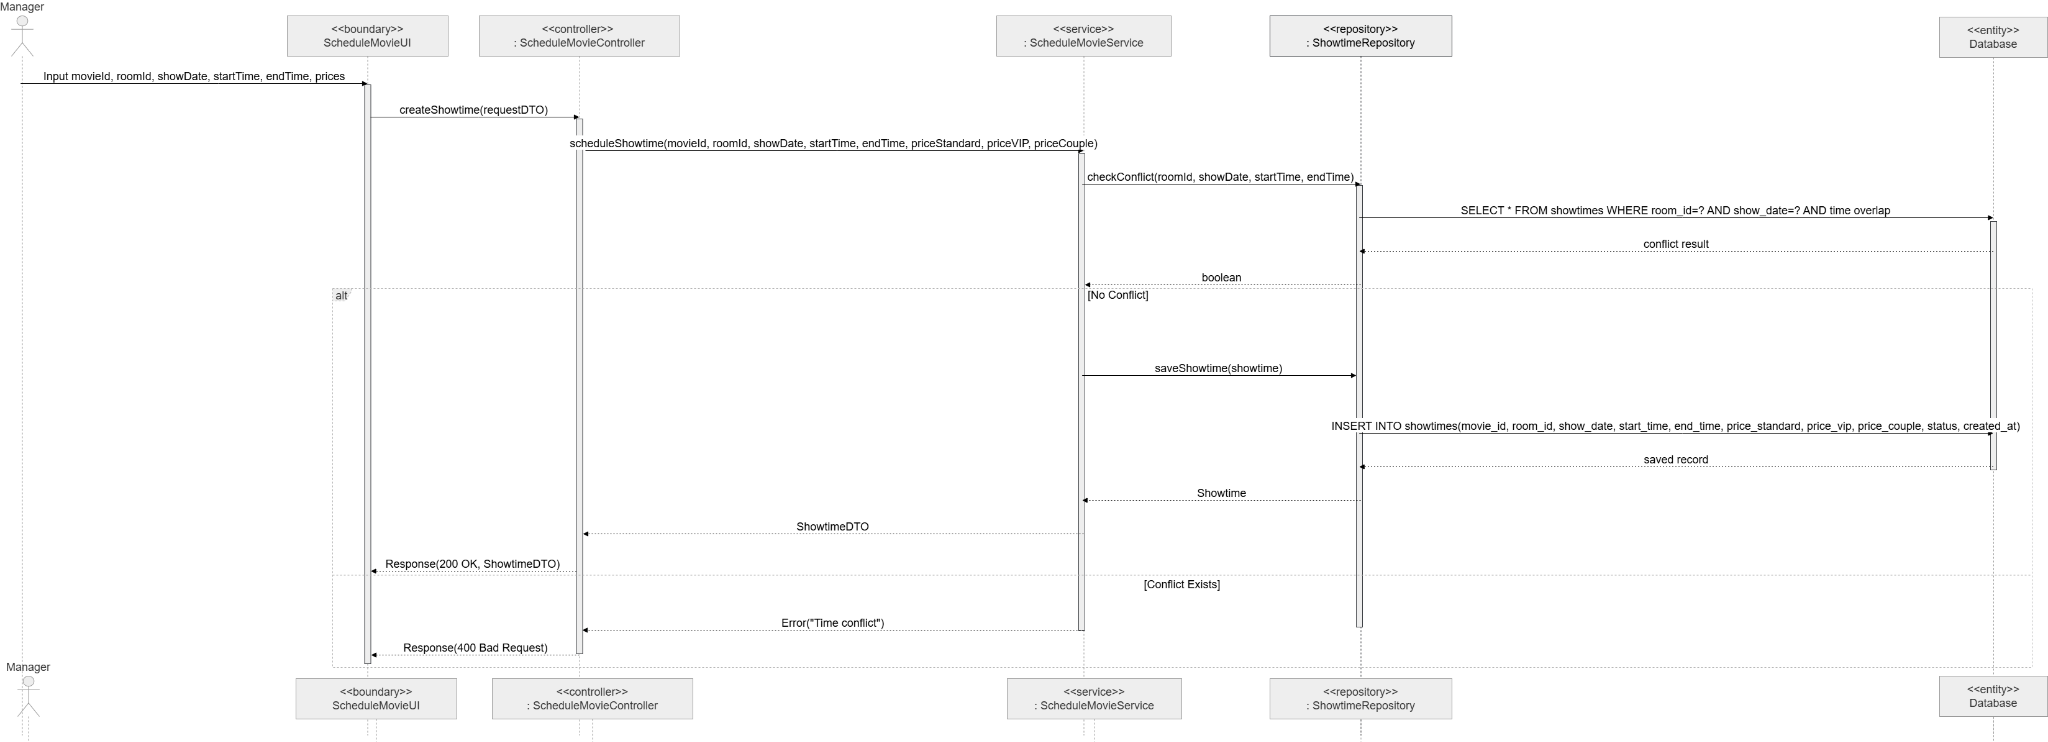 Manager
<<boundary>>
ScheduleMovieUI
<<controller>>
: ScheduleMovieController
<<service>>
: ScheduleMovieService
<<repository>>
: ShowtimeRepository
<<entity>>
Database
Input movieId, roomId, showDate, startTime, endTime, prices
createShowtime(requestDTO)
scheduleShowtime(movieId, roomId, showDate, startTime, endTime, priceStandard, priceVIP, priceCouple)
checkConflict(roomId, showDate, startTime, endTime)
SELECT * FROM showtimes WHERE room_id=? AND show_date=? AND time overlap
conflict result
boolean
alt
[No Conflict]
saveShowtime(showtime)
INSERT INTO showtimes(movie_id, room_id, show_date, start_time, end_time, price_standard, price_vip, price_couple, status, created_at)
saved record
Showtime
ShowtimeDTO
Response(200 OK, ShowtimeDTO)
[Conflict Exists]
Error("Time conflict")
Response(400 Bad Request)
Manager
<<boundary>>
ScheduleMovieUI
<<controller>>
: ScheduleMovieController
<<service>>
: ScheduleMovieService
<<repository>>
: ShowtimeRepository
<<entity>>
Database